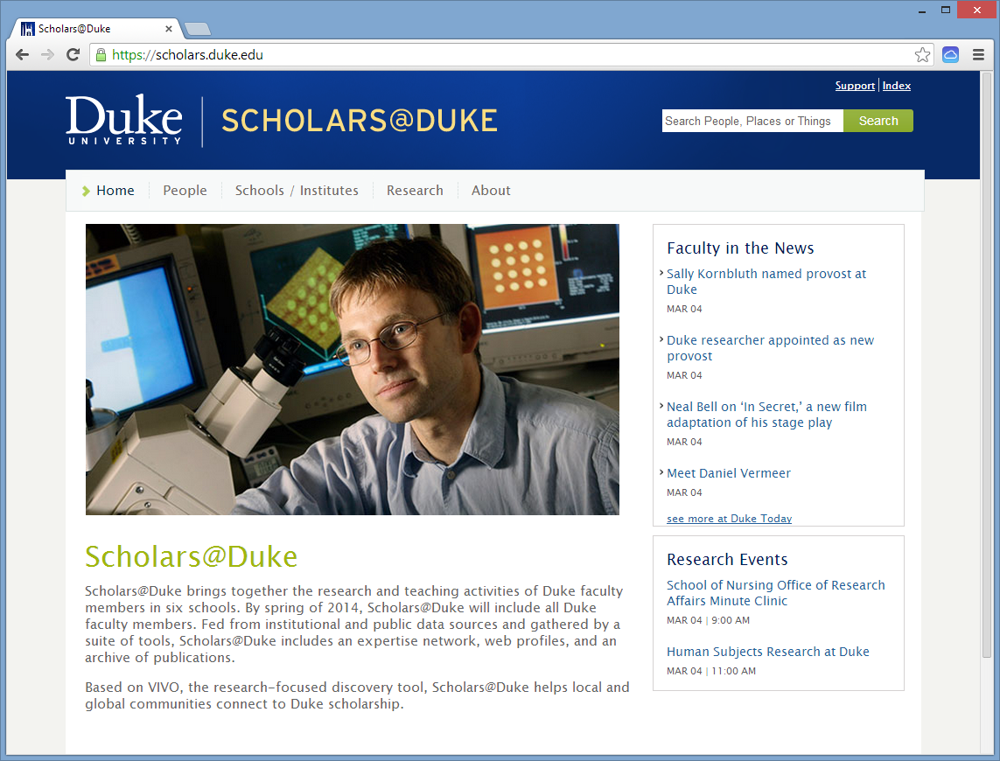 Scholars@Duke
https://scholars.duke.edu
Support | Index
Duke
UNIVERSITY
SCHOLARS@DUKE
Search People, Places or Things
Search
Home
People
Schools / Institutes
Research
About
Faculty in the News
Sally Kornbluth named provost at
Duke
MAR 04
Duke researcher appointed as new
provost
MAR 04
Neal Bell on ‘In Secret,’ a new film
adaptation of his stage play
MAR 04
Meet Daniel Vermeer
MAR 04
see more at Duke Today
Research Events
School of Nursing Office of Research
Affairs Minute Clinic
MAR 04 | 9:00 AM
Human Subjects Research at Duke
MAR 04 | 11:00 AM
Scholars@Duke
Scholars@Duke brings together the research and teaching activities of Duke faculty
members in six schools. By spring of 2014, Scholars@Duke will include all Duke
faculty members. Fed from institutional and public data sources and gathered by a
suite of tools, Scholars@Duke includes an expertise network, web profiles, and an
archive of publications.
Based on VIVO, the research-focused discovery tool, Scholars@Duke helps local and
global communities connect to Duke scholarship.